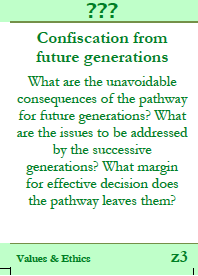 ???
Confiscation from
future generations
What are the unavoidable
consequences of the pathway
for future generations? What
are the issues to be addressed
by the successive
generations? What margin
for effective decision does
the pathway leaves them?
Values & Ethics z3